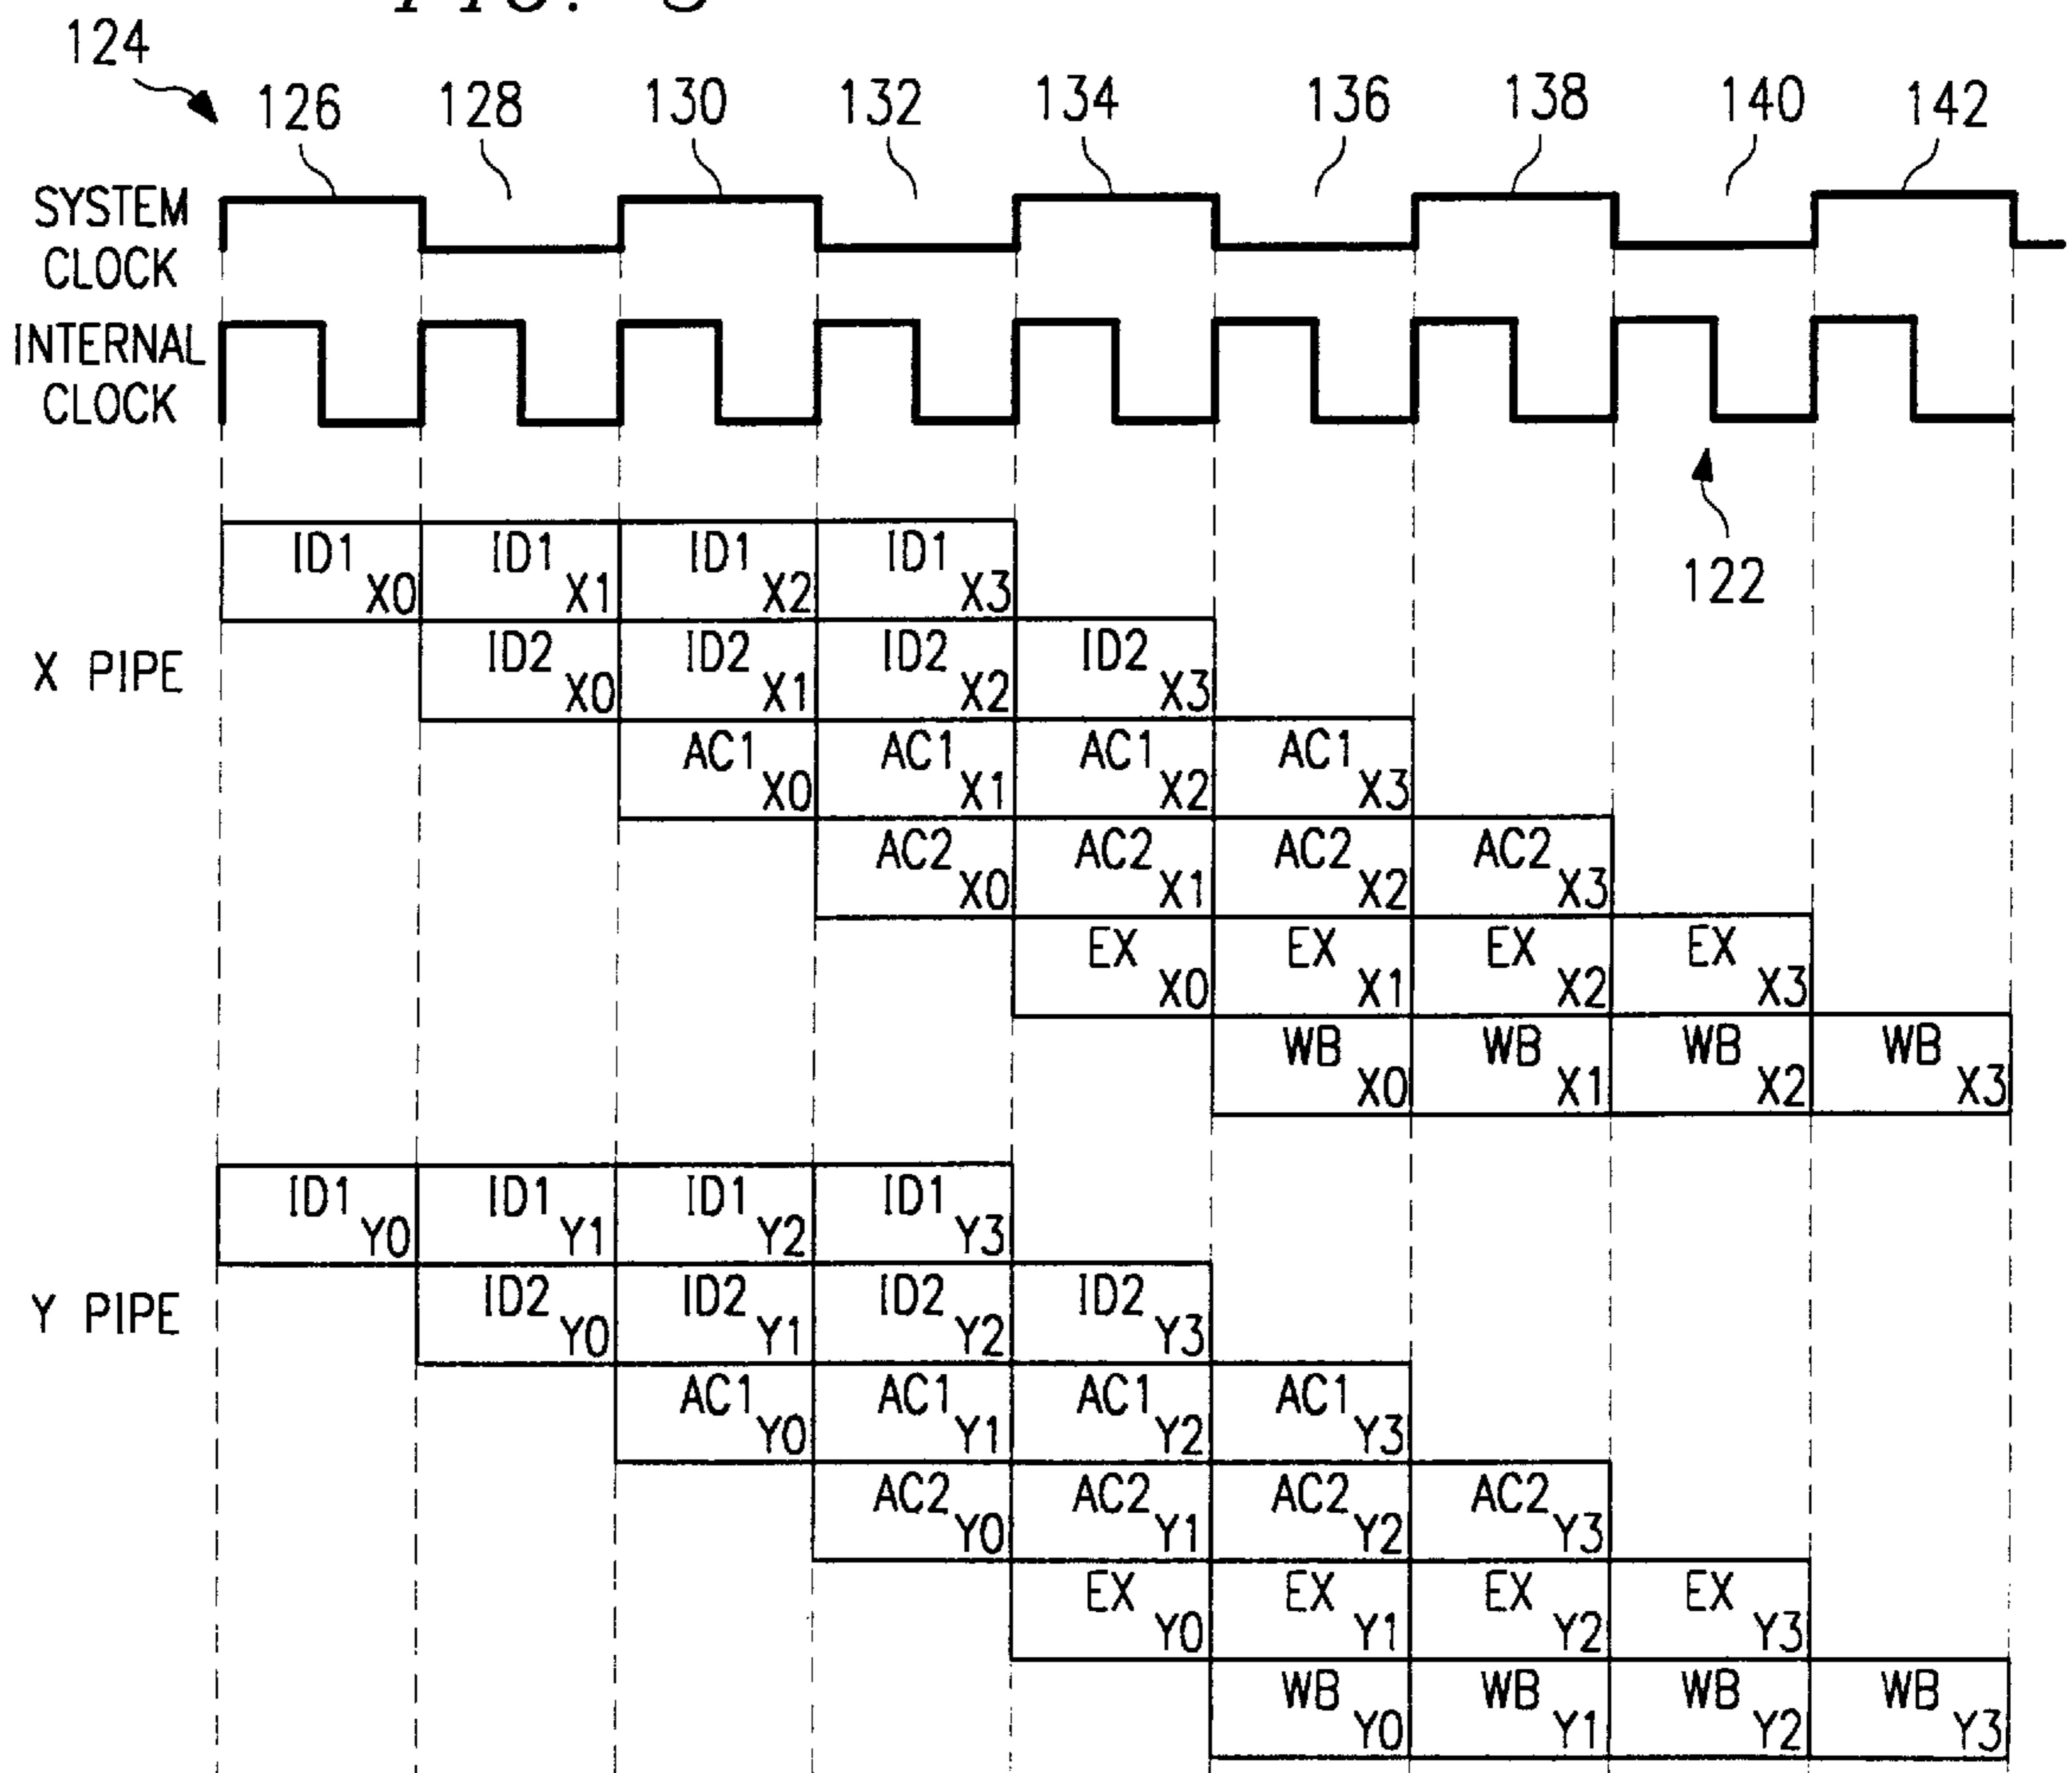 FIG. 3
124
126 128 130 132 134 136 138 140 142
SYSTEM
CLOCK
INTERNAL
CLOCK
122
ID1 X0 ID1 X1 ID1 X2 ID1 X3
X PIPE
ID2 X0 ID2 X1 ID2 X2 ID2 X3
AC1 X0 AC1 X1 AC1 X2 AC1 X3
AC2 X0 AC2 X1 AC2 X2 AC2 X3
EX X0 EX X1 EX X2 EX X3
WB X0 WB X1 WB X2 WB X3
ID1 Y0 ID1 Y1 ID1 Y2 ID1 Y3
Y PIPE
ID2 Y0 ID2 Y1 ID2 Y2 ID2 Y3
AC1 Y0 AC1 Y1 AC1 Y2 AC1 Y3
AC2 Y0 AC2 Y1 AC2 Y2 AC2 Y3
EX Y0 EX Y1 EX Y2 EX Y3
WB Y0 WB Y1 WB Y2 WB Y3